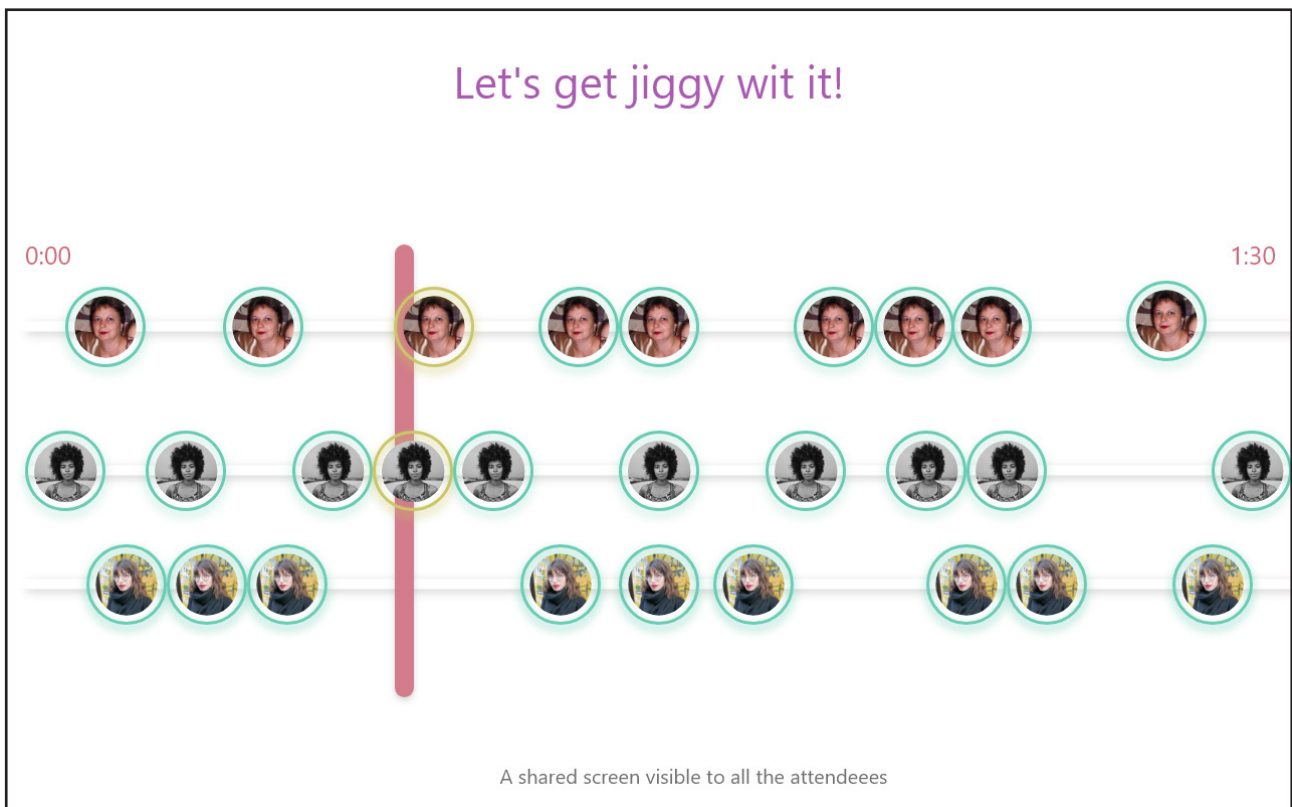 Let's get jiggy wit it!
0:00
1:30
A shared screen visible to all the attendeees